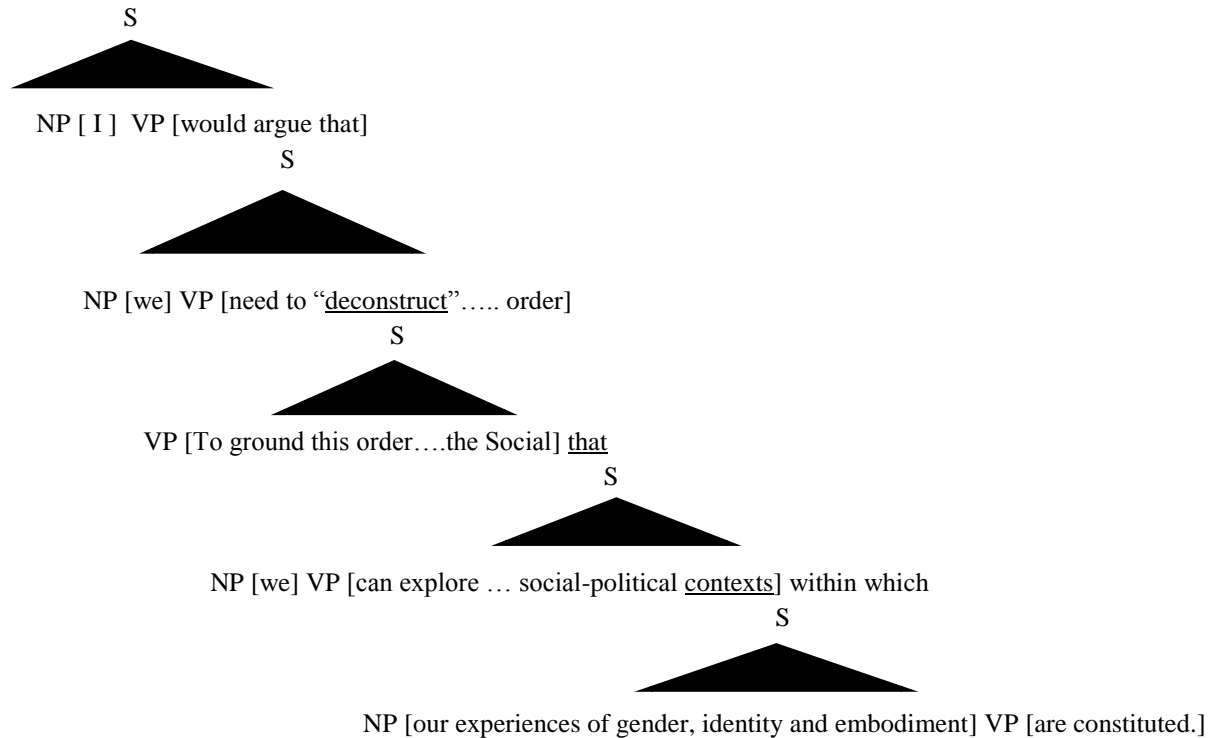 S
NP [ I ] VP [would argue that]
S
NP [we] VP [need to “deconstruct”….. order]
S
VP [To ground this order….the Social] that
S
NP [we] VP [can explore … social-political contexts] within which
S
NP [our experiences of gender, identity and embodiment] VP [are constituted.]